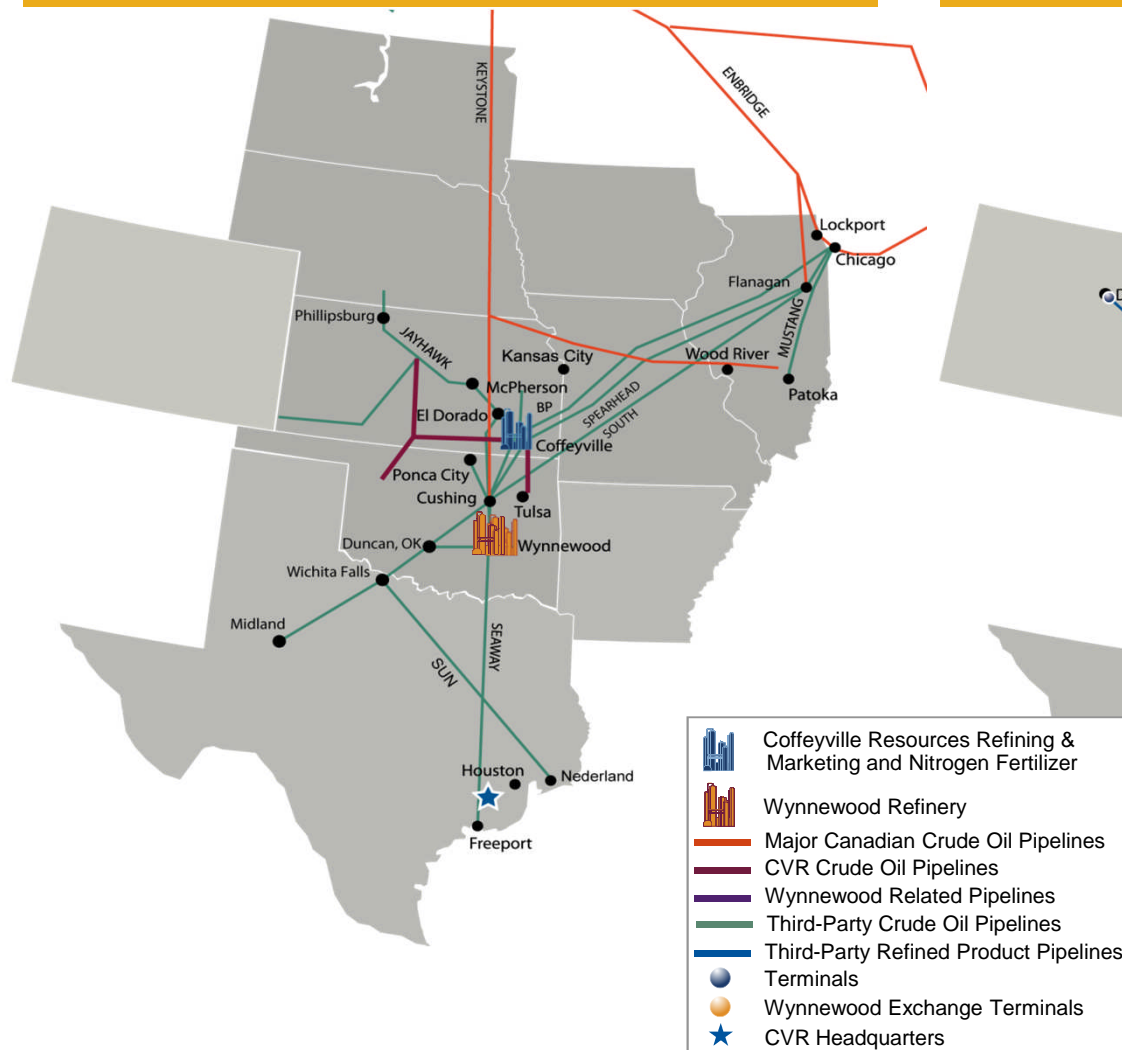 KEYSTONE
ENBRIDGE
Lockport
Chicago
Flanagan
MUSTANG
Phillipsburg
JAYHAWK
Kansas City
Wood River
McPherson
Patoka
BP
El Dorado
SPEARHEAD
SOUTH
Coffeyville
Ponca City
Cushing
Tulsa
Duncan, OK
Wynnewood
Wichita Falls
Midland
SEAWAY
SUN
Houston
Nederland
Freeport
D
Coffeyville Resources Refining &
Marketing and Nitrogen Fertilizer
Wynnewood Refinery
Major Canadian Crude Oil Pipelines
CVR Crude Oil Pipelines
Wynnewood Related Pipelines
Third-Party Crude Oil Pipelines
Third-Party Refined Product Pipelines
Terminals
Wynnewood Exchange Terminals
CVR Headquarters